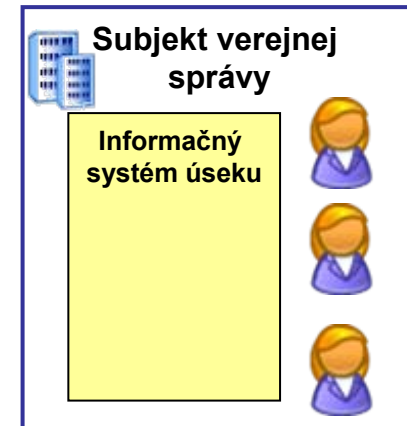 Subjekt verejnej
správy
Informačný
systém úseku